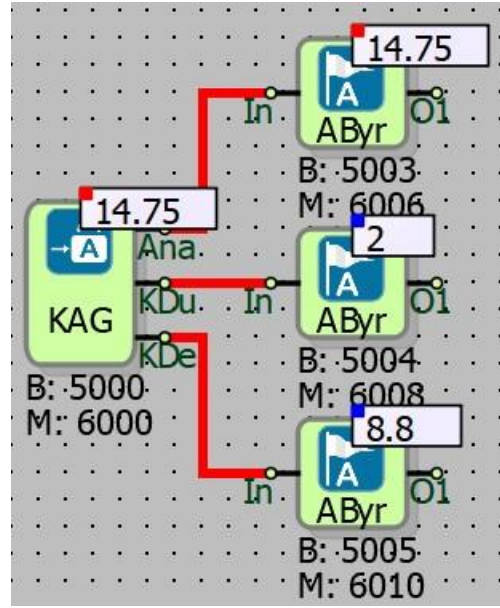 14.75
A
In
O1
AByr
B: 5003
M: 6006
14.75
→A
Ana
KAG
KDu
KDe
B: 5000
M: 6000
2
A
In
O1
AByr
B: 5004
M: 6008
8.8
A
In
O1
AByr
B: 5005
M: 6010